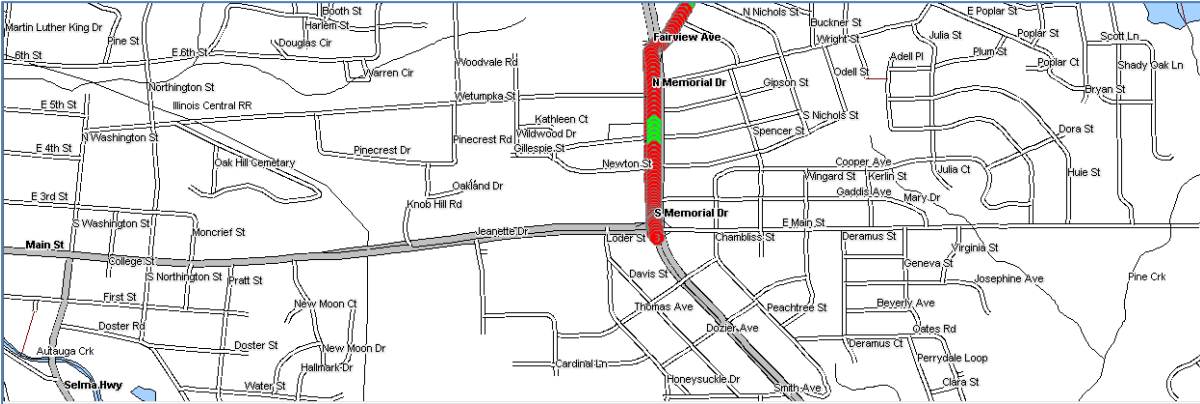 Booth St
N Nichols St
E Poplar St
Martin Luther King Dr
Harlem St
Buckner St
Poplar St
Pine St
Douglas Cir
Fairview Ave
Wright St
Julia St
Scott Ln
6th St
E 6th St
Plum St
Adell Pl
Woodvale Rd
Poplar Ct
Shady Oak Ln
Warren Cir
Odell St
N Memorial Dr
Gipson St
Northington St
Bryan St
Wetumpka St
E 5th St
Illinois Central RR
S Nichols St
Kathleen Ct
N Washington St
Wildwood Dr
Spencer St
Dora St
Pinecrest Rd
E 4th St
Gillespie St
Pinecrest Dr
Oak Hill Cemetary
Newton St
Cooper Ave
Julia Ct
Huie St
Wingard St
Kerlin St
Oakland Dr
Gaddis Ave
E 3rd St
Mary Dr
Knob Hill Rd
S Memorial Dr
S Washington St
E Main St
Moncrief St
Jeanette Dr
Loder St
Chambliss St
Deramus St
Main St
Virginia St
College St
Geneva St
S Northington St
Pratt St
Davis St
Josephine Ave
Pine Crk
First St
New Moon Ct
Thomas Ave
Peachtree St
Beverly Ave
Doster Rd
Dozier Ave
Oates Rd
Doster St
New Moon Dr
Deramus Ct
Autauga Crk
Cardinal Ln
Perrydale Loop
Hallmark Dr
Selma Hwy
Water St
Honeysuckle Dr
Clara St
Smith Ave